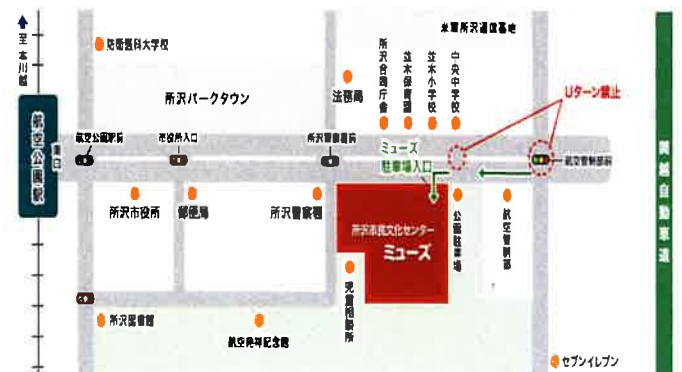 至本川越
防衛医科大学校
米軍所沢通信基地
所沢パークタウン
法務局
所沢合同庁舎
並木保育園
並木小学校
中央中学校
Uターン禁止
航空公園駅
東口
航空公園駅前
市役所入口
所沢警察署前
ミューズ
駐車場入口
航空管制部前
関越自動車道
所沢市役所
郵便局
所沢警察署
所沢市民文化センター
ミューズ
公園駐車場
航空管制部
児童相談所
所沢図書館
航空発祥記念館
セブンイレブン